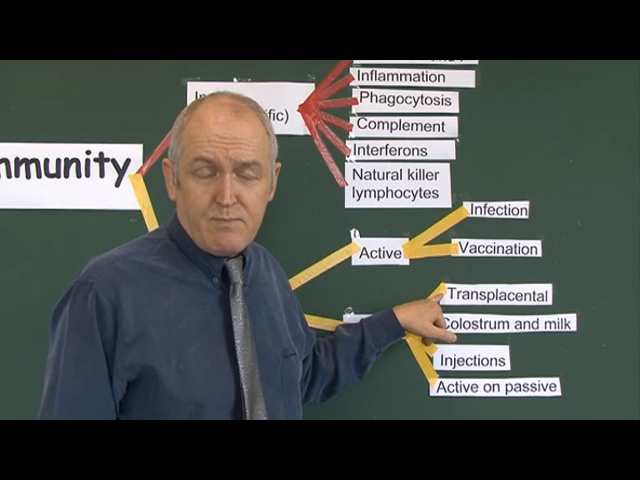 Inflammation
Phagocytosis
Complement
Interferons
Natural killer
lymphocytes
mmunity
Infection
Active
Vaccination
Transplacental
Colostrum and milk
Injections
Active on passive